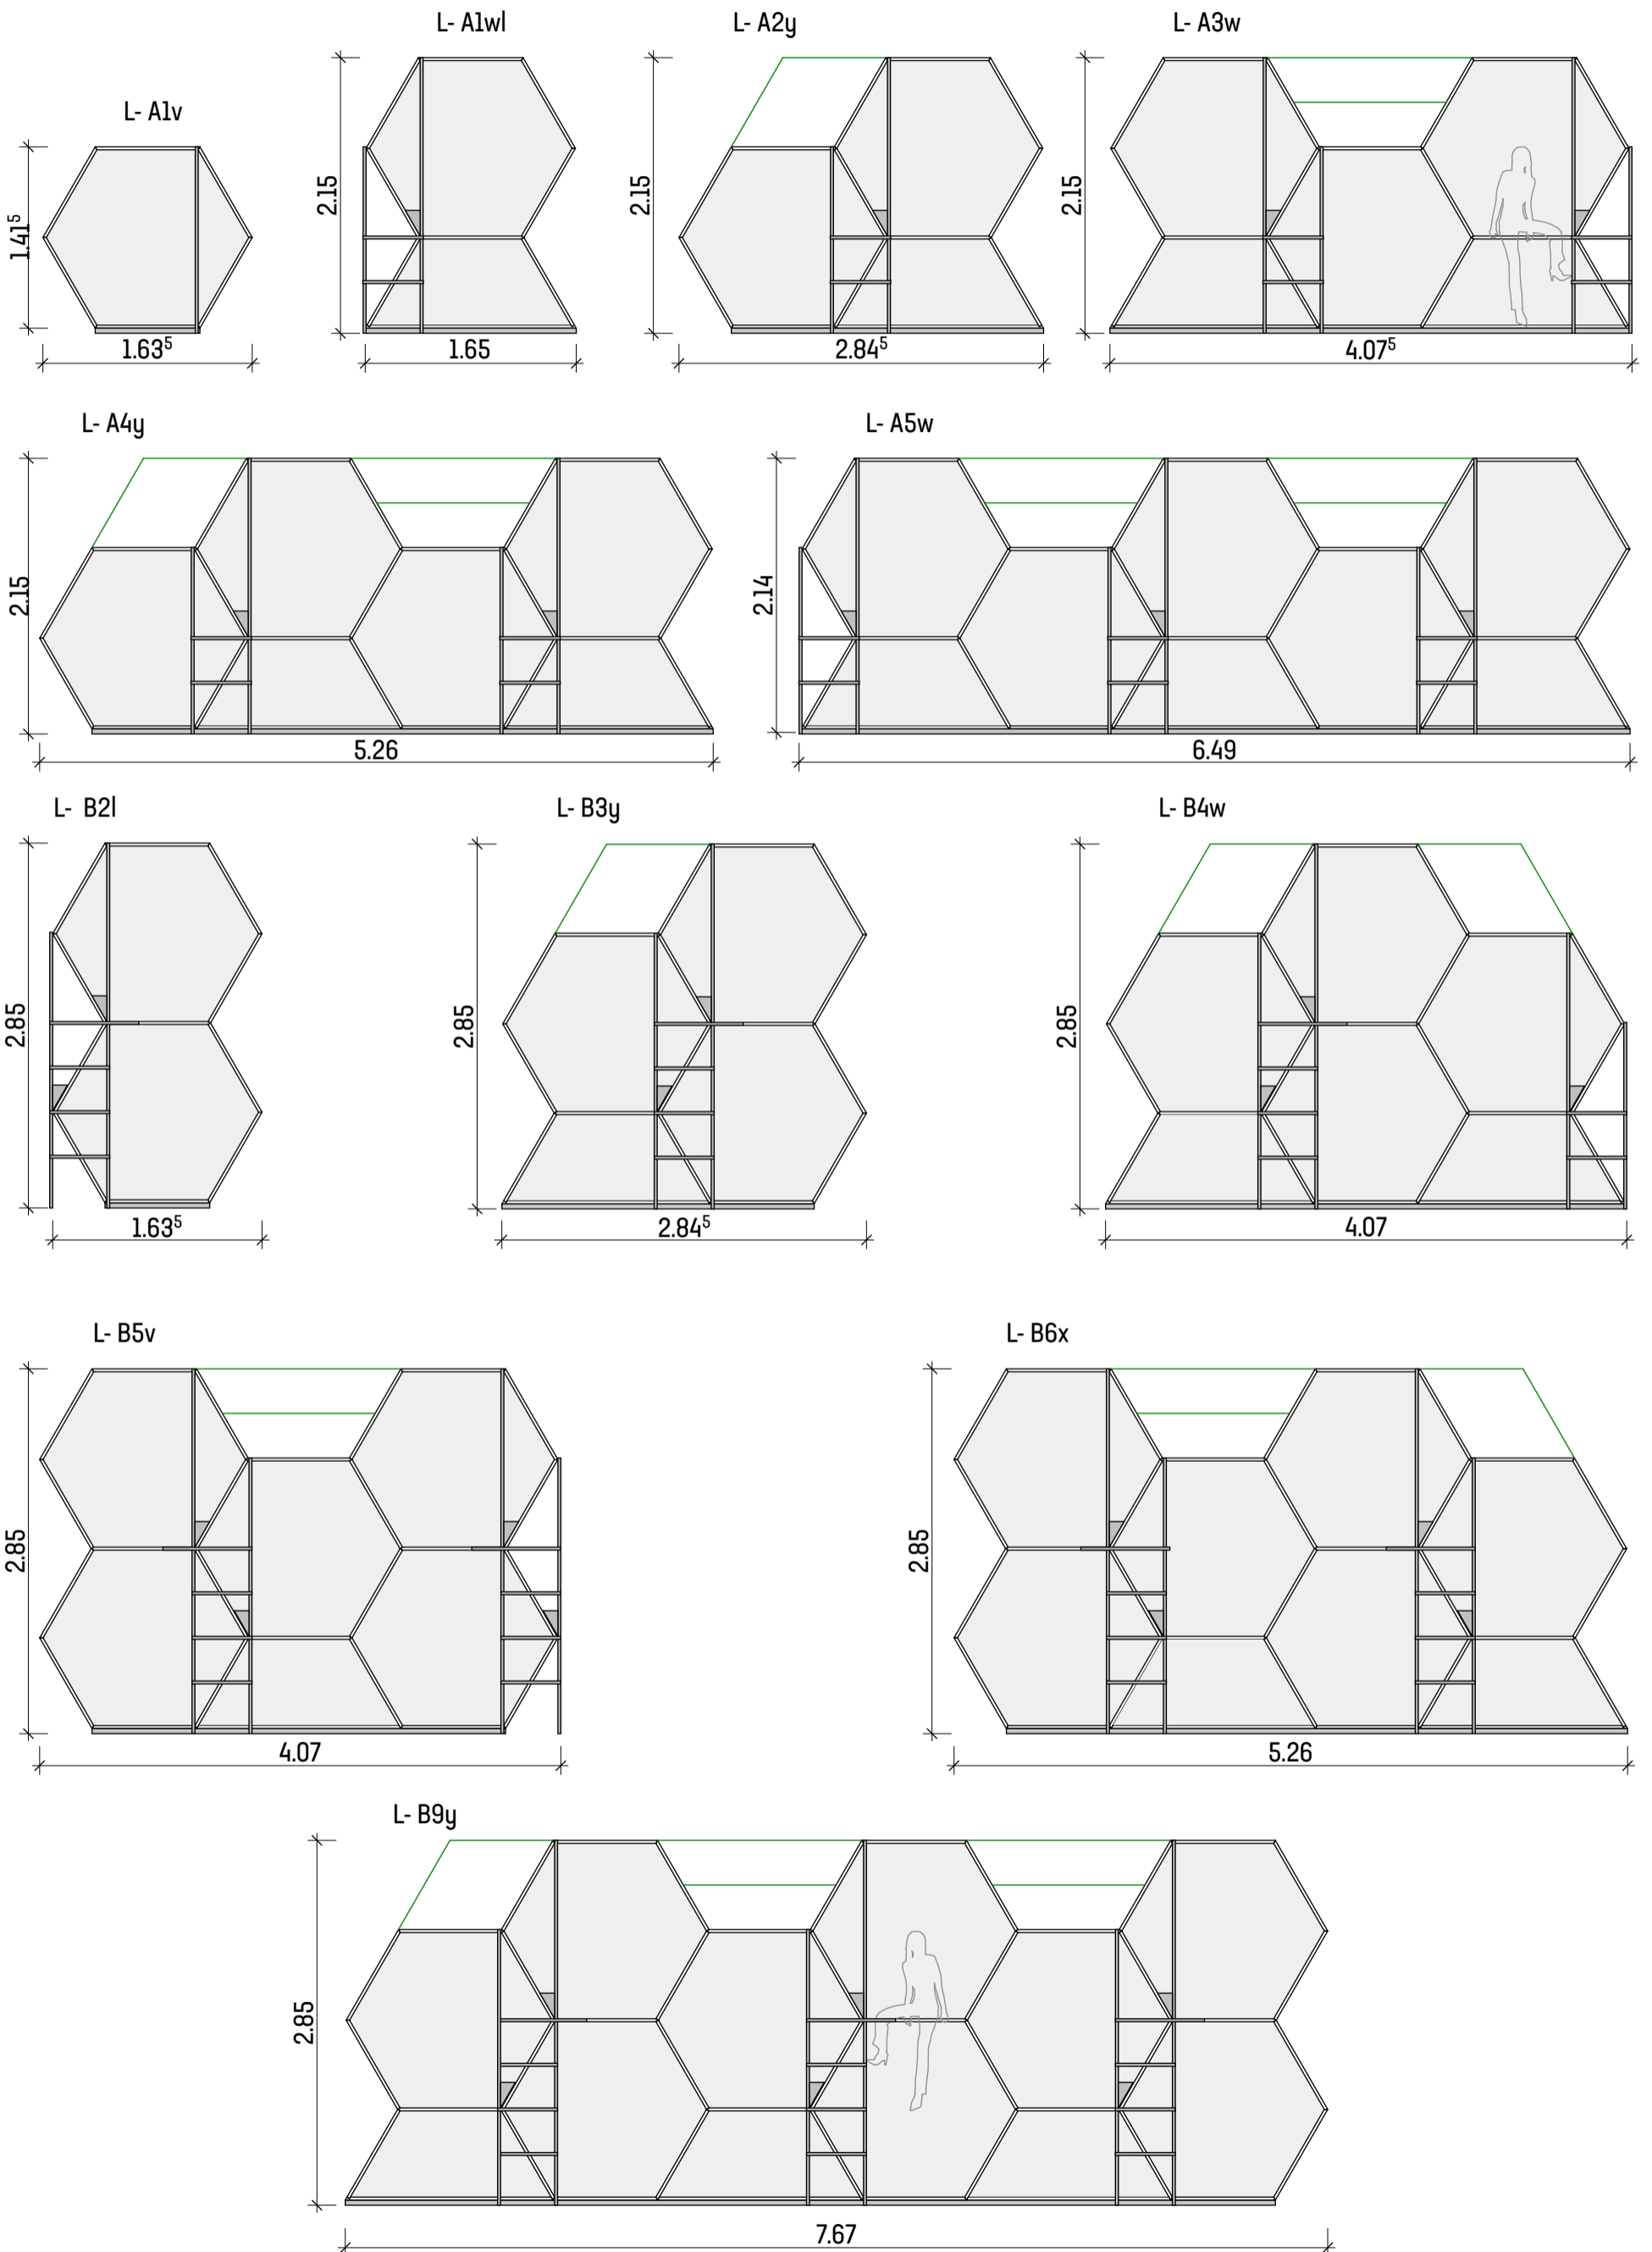 L- A1wl
L- A2y
L- A3w
L- A1v
2.15
2.15
2.15
1.41⁵
1.63⁵
1.65
2.84⁵
4.07⁵
L- A4y
L- A5w
2.15
2.14
5.26
6.49
L- B2l
L- B3y
L- B4w
2.85
2.85
2.85
1.63⁵
2.84⁵
4.07
L- B5v
L- B6x
2.85
2.85
4.07
5.26
L- B9y
2.85
7.67